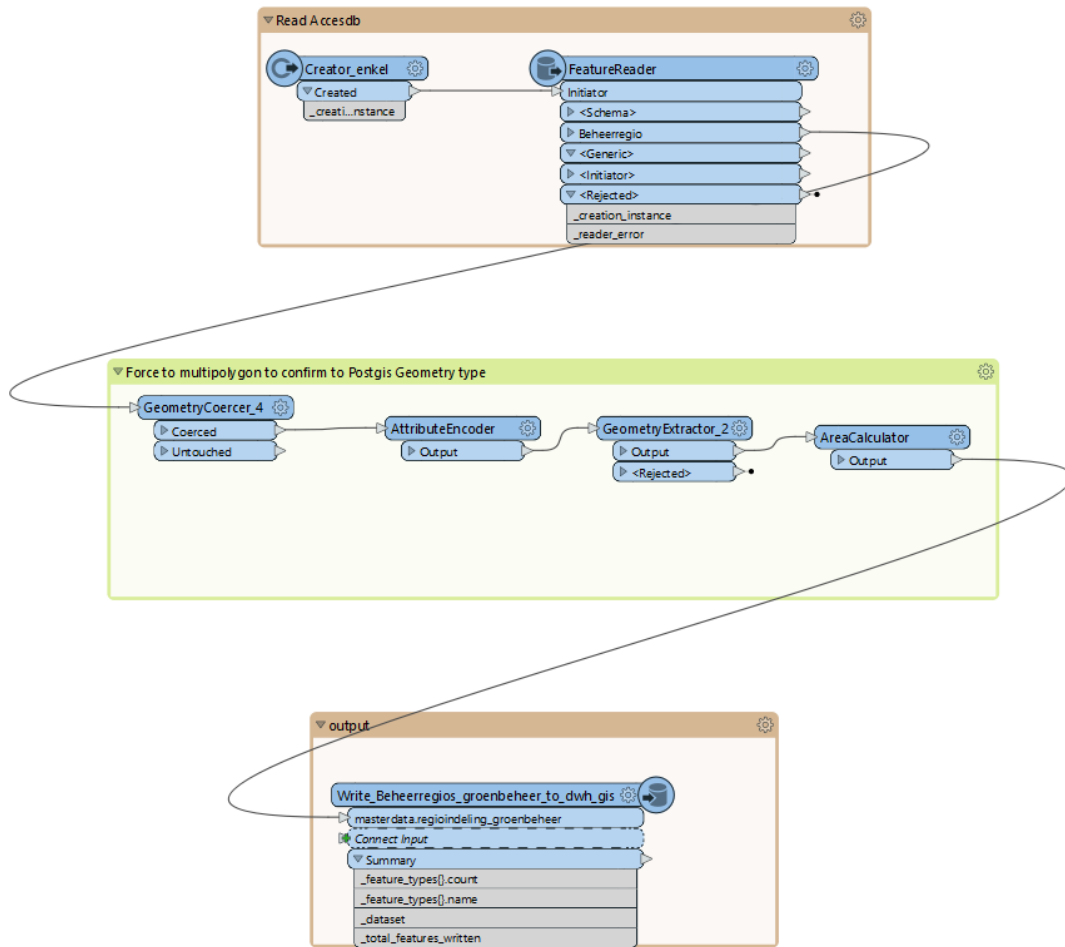 Read Accesdb
Creator_enkel
Created
_creati...nstance
FeatureReader
Initiator
<Schema>
Beheerregio
<Generic>
<Initiator>
<Rejected>
_creation_instance
_reader_error
Force to multipolygon to confirm to Postgis Geometry type
GeometryCoercer_4
Coerced
Untouched
AttributeEncoder
Output
GeometryExtractor_2
Output
<Rejected>
AreaCalculator
Output
output
Write_Beheerregios_groenbeheer_to_dwh_gis
masterdata.regioindeling_groenbeheer
Connect Input
Summary
_feature_types{}.count
_feature_types{}.name
_dataset
_total_features_written